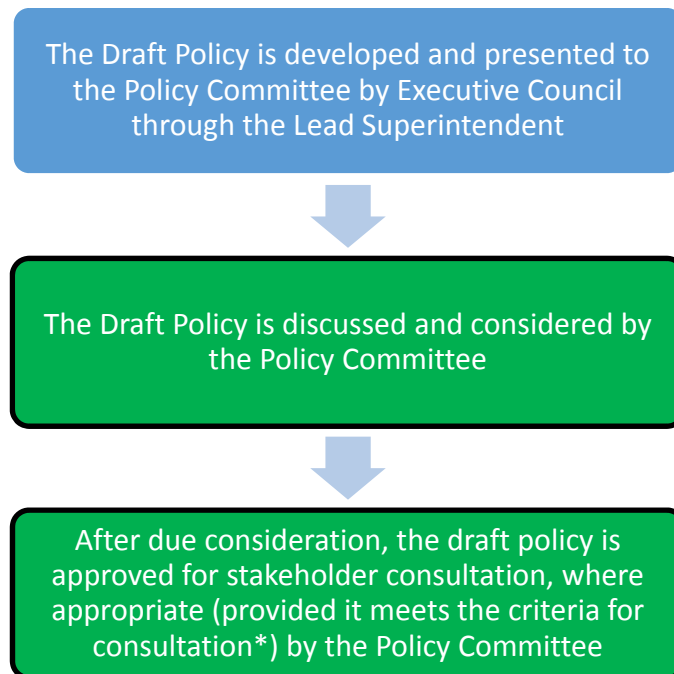 The Draft Policy is developed and presented to
the Policy Committee by Executive Council
through the Lead Superintendent
The Draft Policy is discussed and considered by
the Policy Committee
After due consideration, the draft policy is
approved for stakeholder consultation, where
appropriate (provided it meets the criteria for
consultation*) by the Policy Committee